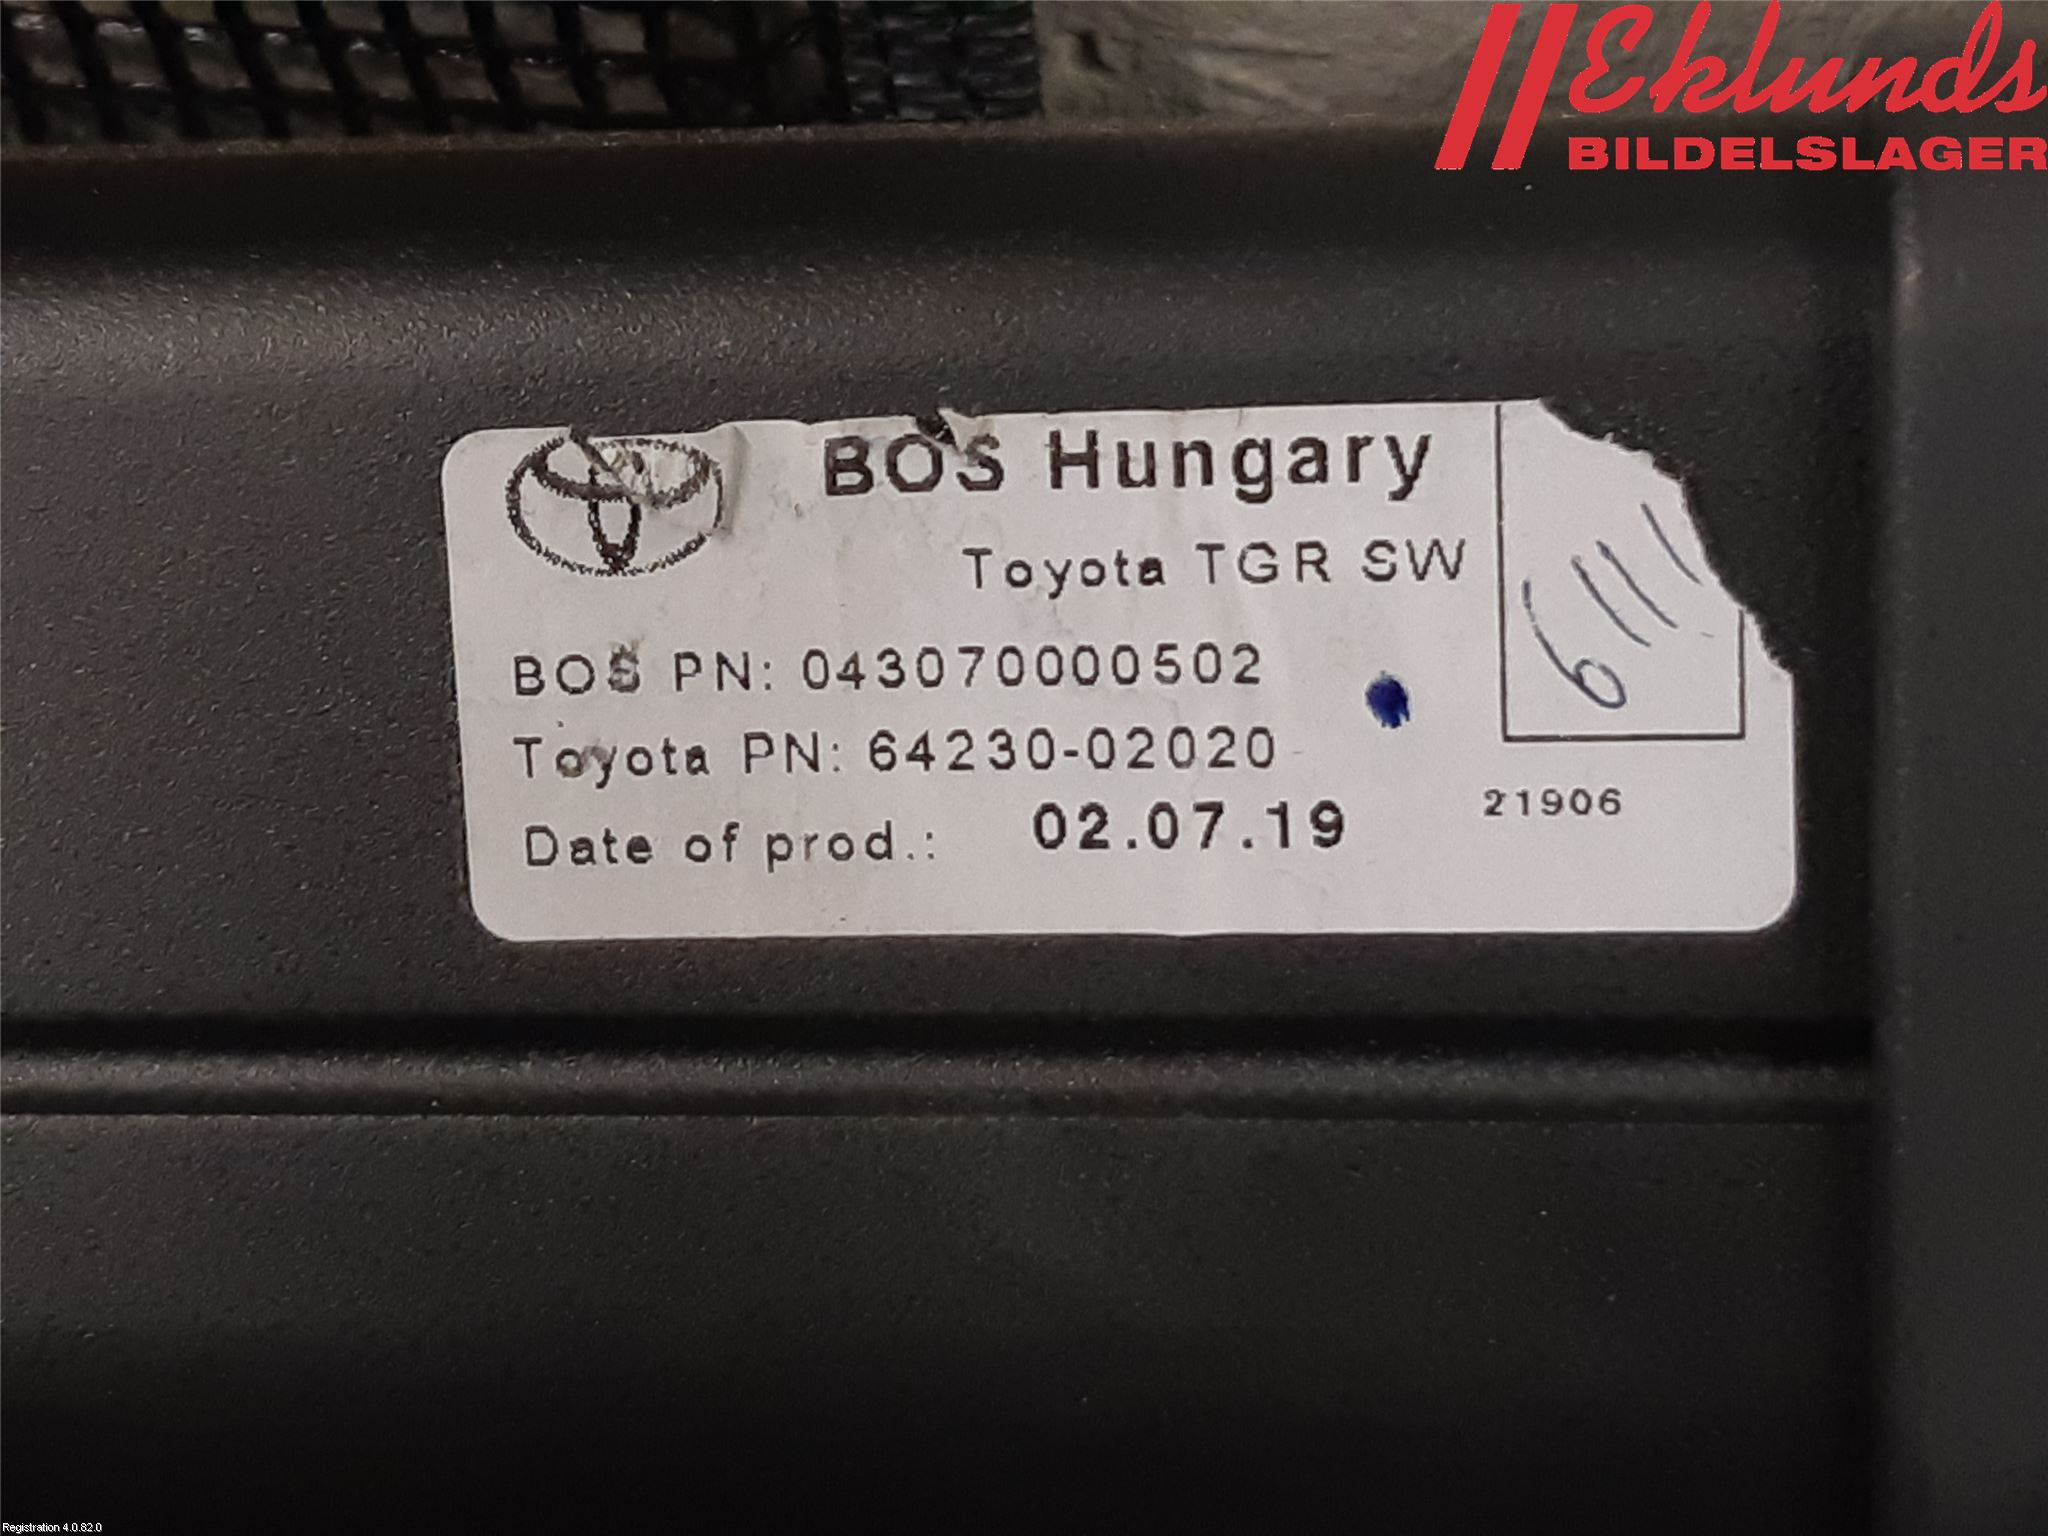 Eklunds
BILDELSLAGER
BOS Hungary
Toyota TGR SW
6111
BOS PN: 043070000502
Toyota PN: 64230-02020
21906
Date of prod.: 02.07.19
Registration 4.0.82.0